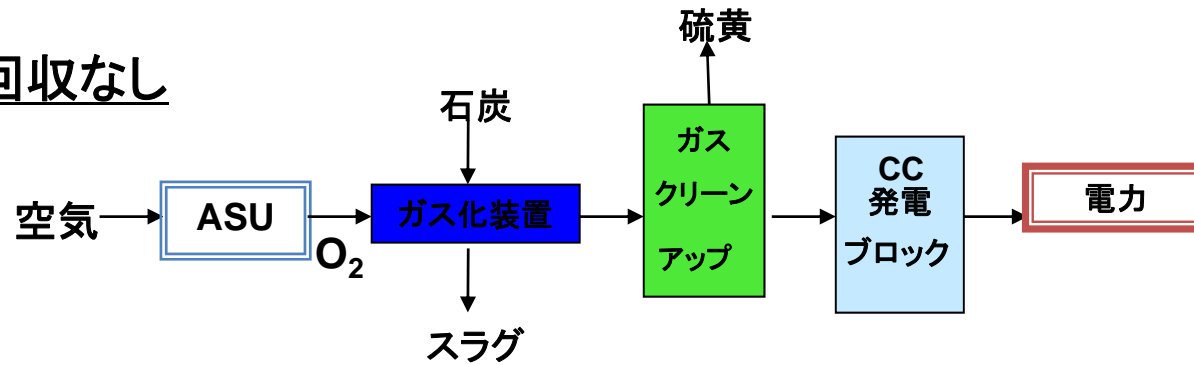 硫黄
回収なし
石炭
空気
ASU
O₂
ガス化装置
ガス
クリーン
アップ
CC
発電
ブロック
電力
スラグ